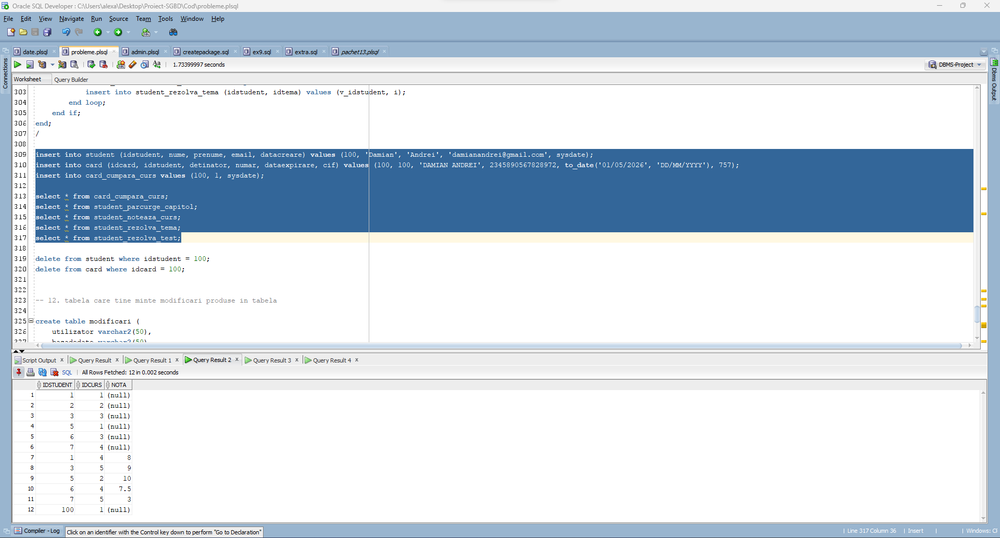 Oracle SQL Developer : C:\Users\alexa\Desktop\Proiect-SGBD\Cod\probleme.plsql
File Edit View Navigate Run Source Team Tools Window Help
date.plsql probleme.plsql admin.plsql createpackage.sql ex9.sql extra.sql pachet13.plsql
1.73399997 seconds
DBMS-Project
Connections
Dbms Output
Worksheet Query Builder
303 insert into student_rezolva_tema (idstudent, idtema) values (v_idstudent, i);
304 end loop;
305 end if;
306 end;
307 /
308
309 insert into student (idstudent, nume, prenume, email, datacreare) values (100, 'Damian', 'Andrei', 'damianandrei@gmail.com', sysdate);
310 insert into card (idcard, idstudent, detinator, numar, dataexpirare, cif) values (100, 100, 'DAMIAN ANDREI', 2345890567828972, to_date('01/05/2026', 'DD/MM/YYYY'), 757);
311 insert into card_cumpara_curs values (100, 1, sysdate);
312
313 select * from card_cumpara_curs;
314 select * from student_parcurge_capitol;
315 select * from student_noteaza_curs;
316 select * from student_rezolva_tema;
317 select * from student_rezolva_test;
318
319 delete from student where idstudent = 100;
320 delete from card where idcard = 100;
321
322
323 -- 12. tabela care tine minte modificari produse in tabela
324
325 create table modificari (
326 utilizator varchar2(50),
327 bazadedate varchar2(50)
Script Output Query Result Query Result 1 Query Result 2 Query Result 3 Query Result 4
SQL All Rows Fetched: 12 in 0.002 seconds
IDSTUDENT IDCURS NOTA
1 1 1 (null)
2 2 2 (null)
3 3 3 (null)
4 5 1 (null)
5 6 3 (null)
6 7 4 (null)
7 1 4 8
8 3 5 9
9 5 2 10
10 6 4 7.5
11 7 5 3
12 100 1 (null)
Compiler - Log
Click on an identifier with the Control key down to perform "Go to Declaration"
Line 317 Column 36 Insert Windows: CF